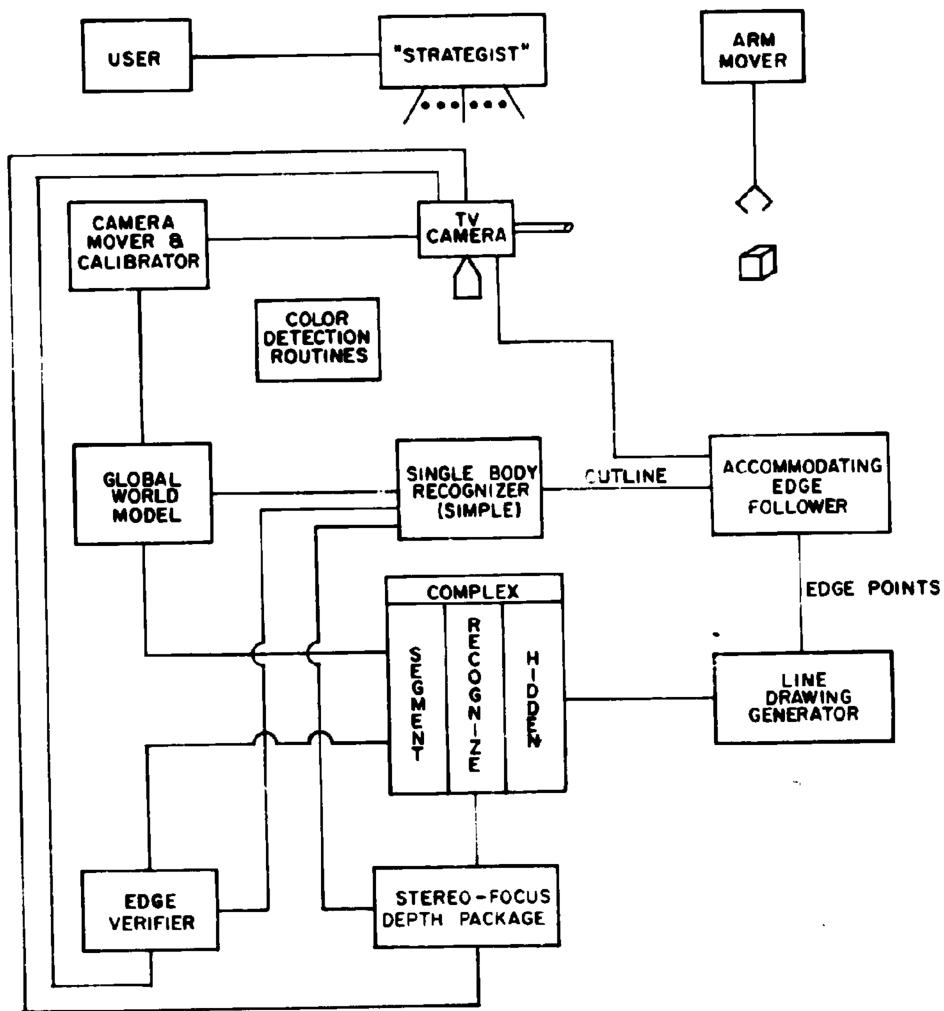 USER
"STRATEGIST"
ARM
MOVER
CAMERA
MOVER &
CALIBRATOR
TV
CAMERA
COLOR
DETECTION
ROUTINES
GLOBAL
WORLD
MODEL
SINGLE BODY
RECOGNIZER
(SIMPLE)
CUTLINE
ACCOMMODATING
EDGE
FOLLOWER
EDGE POINTS
COMPLEX
SEGMENT
RECOGNIZE
HIDDEN
LINE
DRAWING
GENERATOR
EDGE
VERIFIER
STEREO-FOCUS
DEPTH PACKAGE